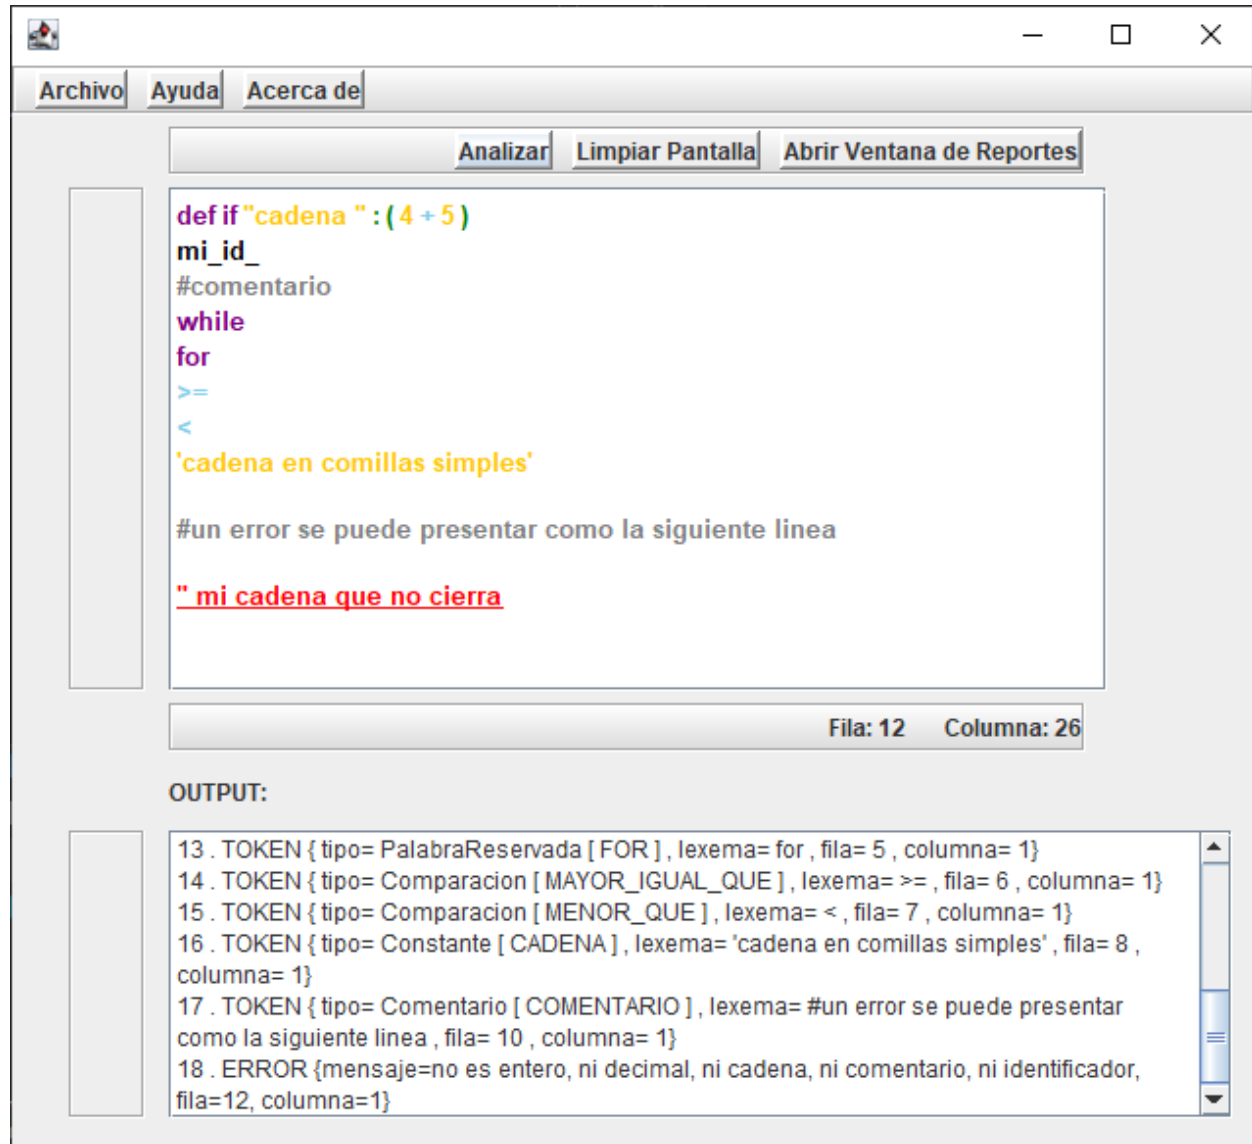 Archivo Ayuda Acerca de
Analizar Limpiar Pantalla Abrir Ventana de Reportes
def if "cadena " : ( 4 + 5 )
mi_id_
#comentario
while
for
>=
<
'cadena en comillas simples'
#un error se puede presentar como la siguiente linea
" mi cadena que no cierra
Fila: 12 Columna: 26
OUTPUT:
13 . TOKEN { tipo= PalabraReservada [ FOR ] , lexema= for , fila= 5 , columna= 1}
14 . TOKEN { tipo= Comparacion [ MAYOR_IGUAL_QUE ] , lexema= >= , fila= 6 , columna= 1}
15 . TOKEN { tipo= Comparacion [ MENOR_QUE ] , lexema= < , fila= 7 , columna= 1}
16 . TOKEN { tipo= Constante [ CADENA ] , lexema= 'cadena en comillas simples' , fila= 8 ,
columna= 1}
17 . TOKEN { tipo= Comentario [ COMENTARIO ] , lexema= #un error se puede presentar
como la siguiente linea , fila= 10 , columna= 1}
18 . ERROR {mensaje=no es entero, ni decimal, ni cadena, ni comentario, ni identificador,
fila=12, columna=1}